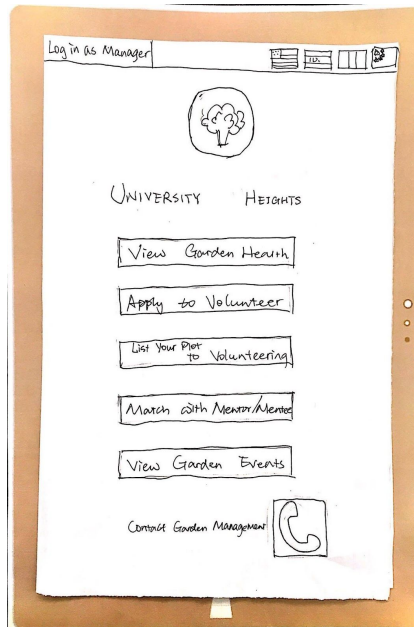 Log in as Manager
UNIVERSITY HEIGHTS
View Garden Health
Apply to Volunteer
List Your Plot
to Volunteering
Match with Mentor/Mentee
View Garden Events
Contact Garden Management